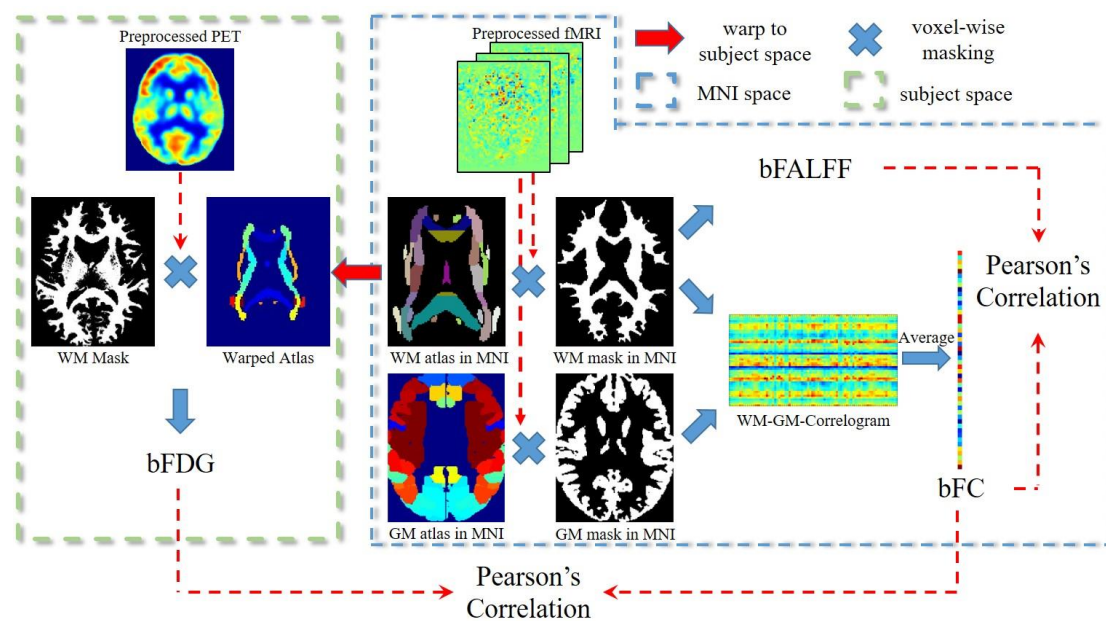 Preprocessed PET
Preprocessed fMRI
warp to
subject space
voxel-wise
masking
MNI space
subject space
bFALFF
Pearson's
Correlation
WM Mask
Warped Atlas
WM atlas in MNI
WM mask in MNI
Average
WM-GM-Correlogram
bFDG
bFC
GM atlas in MNI
GM mask in MNI
Pearson's
Correlation